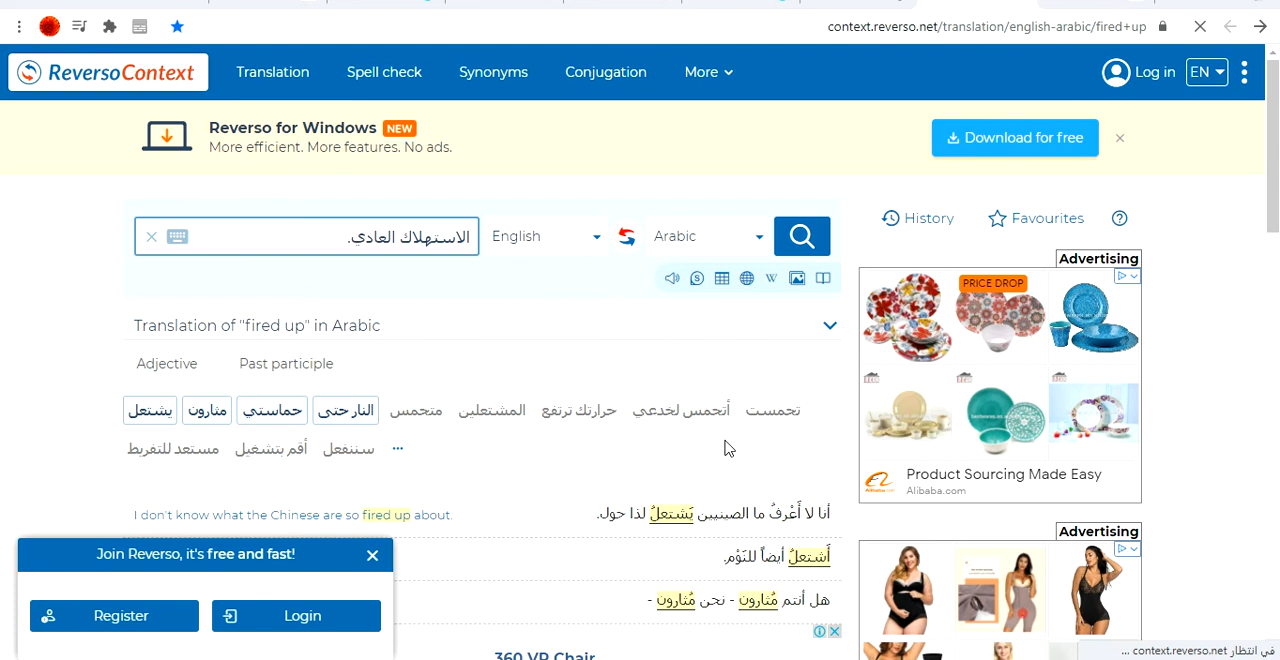 context.reverso.net/translation/english-arabic/fired+up
ReversoContext
Translation
Spell check
Synonyms
Conjugation
More
Log in
EN
Reverso for Windows NEW
More efficient. More features. No ads.
Download for free
الاستهلاك العادي.
English
Arabic
History
Favourites
Advertising
PRICE DROP
Translation of "fired up" in Arabic
Adjective
Past participle
يشتعل
مثارون
حماستي
النار حتى
متحمس
المشتعلين
حرارتك ترتفع
أتحمس لخدعي
تحمست
مستعد للتفريط
أقم بتشغيل
سننفعل
...
Product Sourcing Made Easy
Alibaba.com
I don't know what the Chinese are so fired up about.
أنا لا أَعْرفُ ما الصينيين يَشتعلُ لذا حول.
Advertising
Join Reverso, it's free and fast!
أَشتعلُ أيضاً للنَوْم.
هل أنتم مُثارون - نحن مُثارون -
Register
Login
360 VR Chair
في انتظار context.reverso.net ...